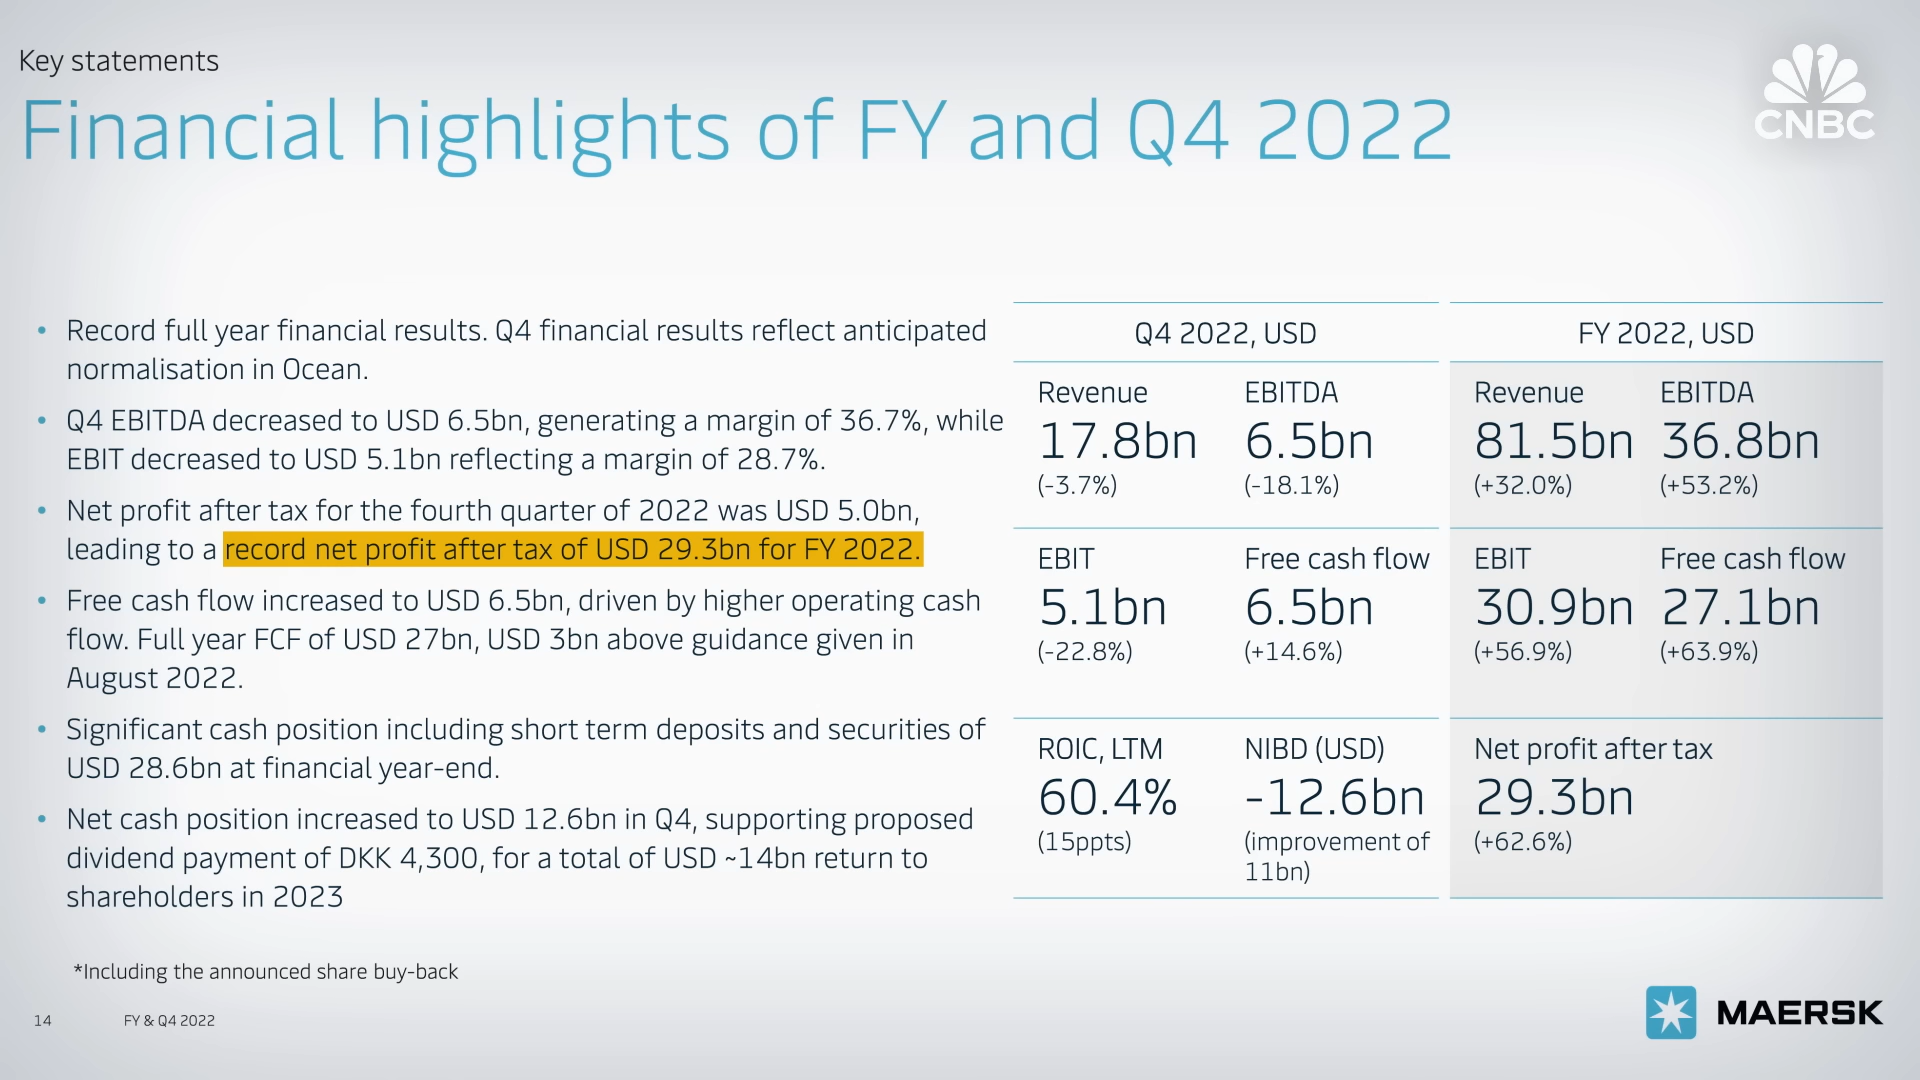 Key statements
CNBC
Financial highlights of FY and Q4 2022
• Record full year financial results. Q4 financial results reflect anticipated
normalisation in Ocean.
• Q4 EBITDA decreased to USD 6.5bn, generating a margin of 36.7%, while
EBIT decreased to USD 5.1bn reflecting a margin of 28.7%.
• Net profit after tax for the fourth quarter of 2022 was USD 5.0bn,
leading to a record net profit after tax of USD 29.3bn for FY 2022.
• Free cash flow increased to USD 6.5bn, driven by higher operating cash
flow. Full year FCF of USD 27bn, USD 3bn above guidance given in
August 2022.
• Significant cash position including short term deposits and securities of
USD 28.6bn at financial year-end.
• Net cash position increased to USD 12.6bn in Q4, supporting proposed
dividend payment of DKK 4,300, for a total of USD ~14bn return to
shareholders in 2023
Q4 2022, USD
Revenue EBITDA
17.8bn 6.5bn
(-3.7%) (-18.1%)
EBIT Free cash flow
5.1bn 6.5bn
(-22.8%) (+14.6%)
ROIC, LTM NIBD (USD)
60.4% -12.6bn
(15ppts) (improvement of
11bn)
FY 2022, USD
Revenue EBITDA
81.5bn 36.8bn
(+32.0%) (+53.2%)
EBIT Free cash flow
30.9bn 27.1bn
(+56.9%) (+63.9%)
Net profit after tax
29.3bn
(+62.6%)
*Including the announced share buy-back
14 FY & Q4 2022
MAERSK